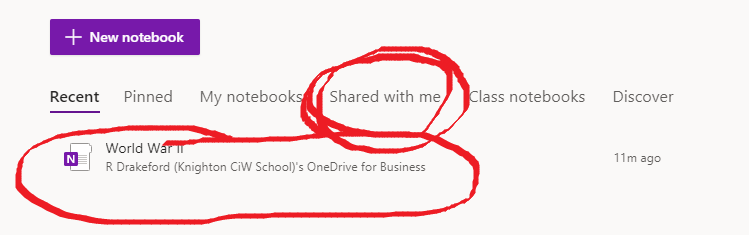 + New notebook
Recent Pinned My notebooks Shared with me Class notebooks Discover
World War II
R Drakeford (Knighton CiW School)'s OneDrive for Business 11m ago